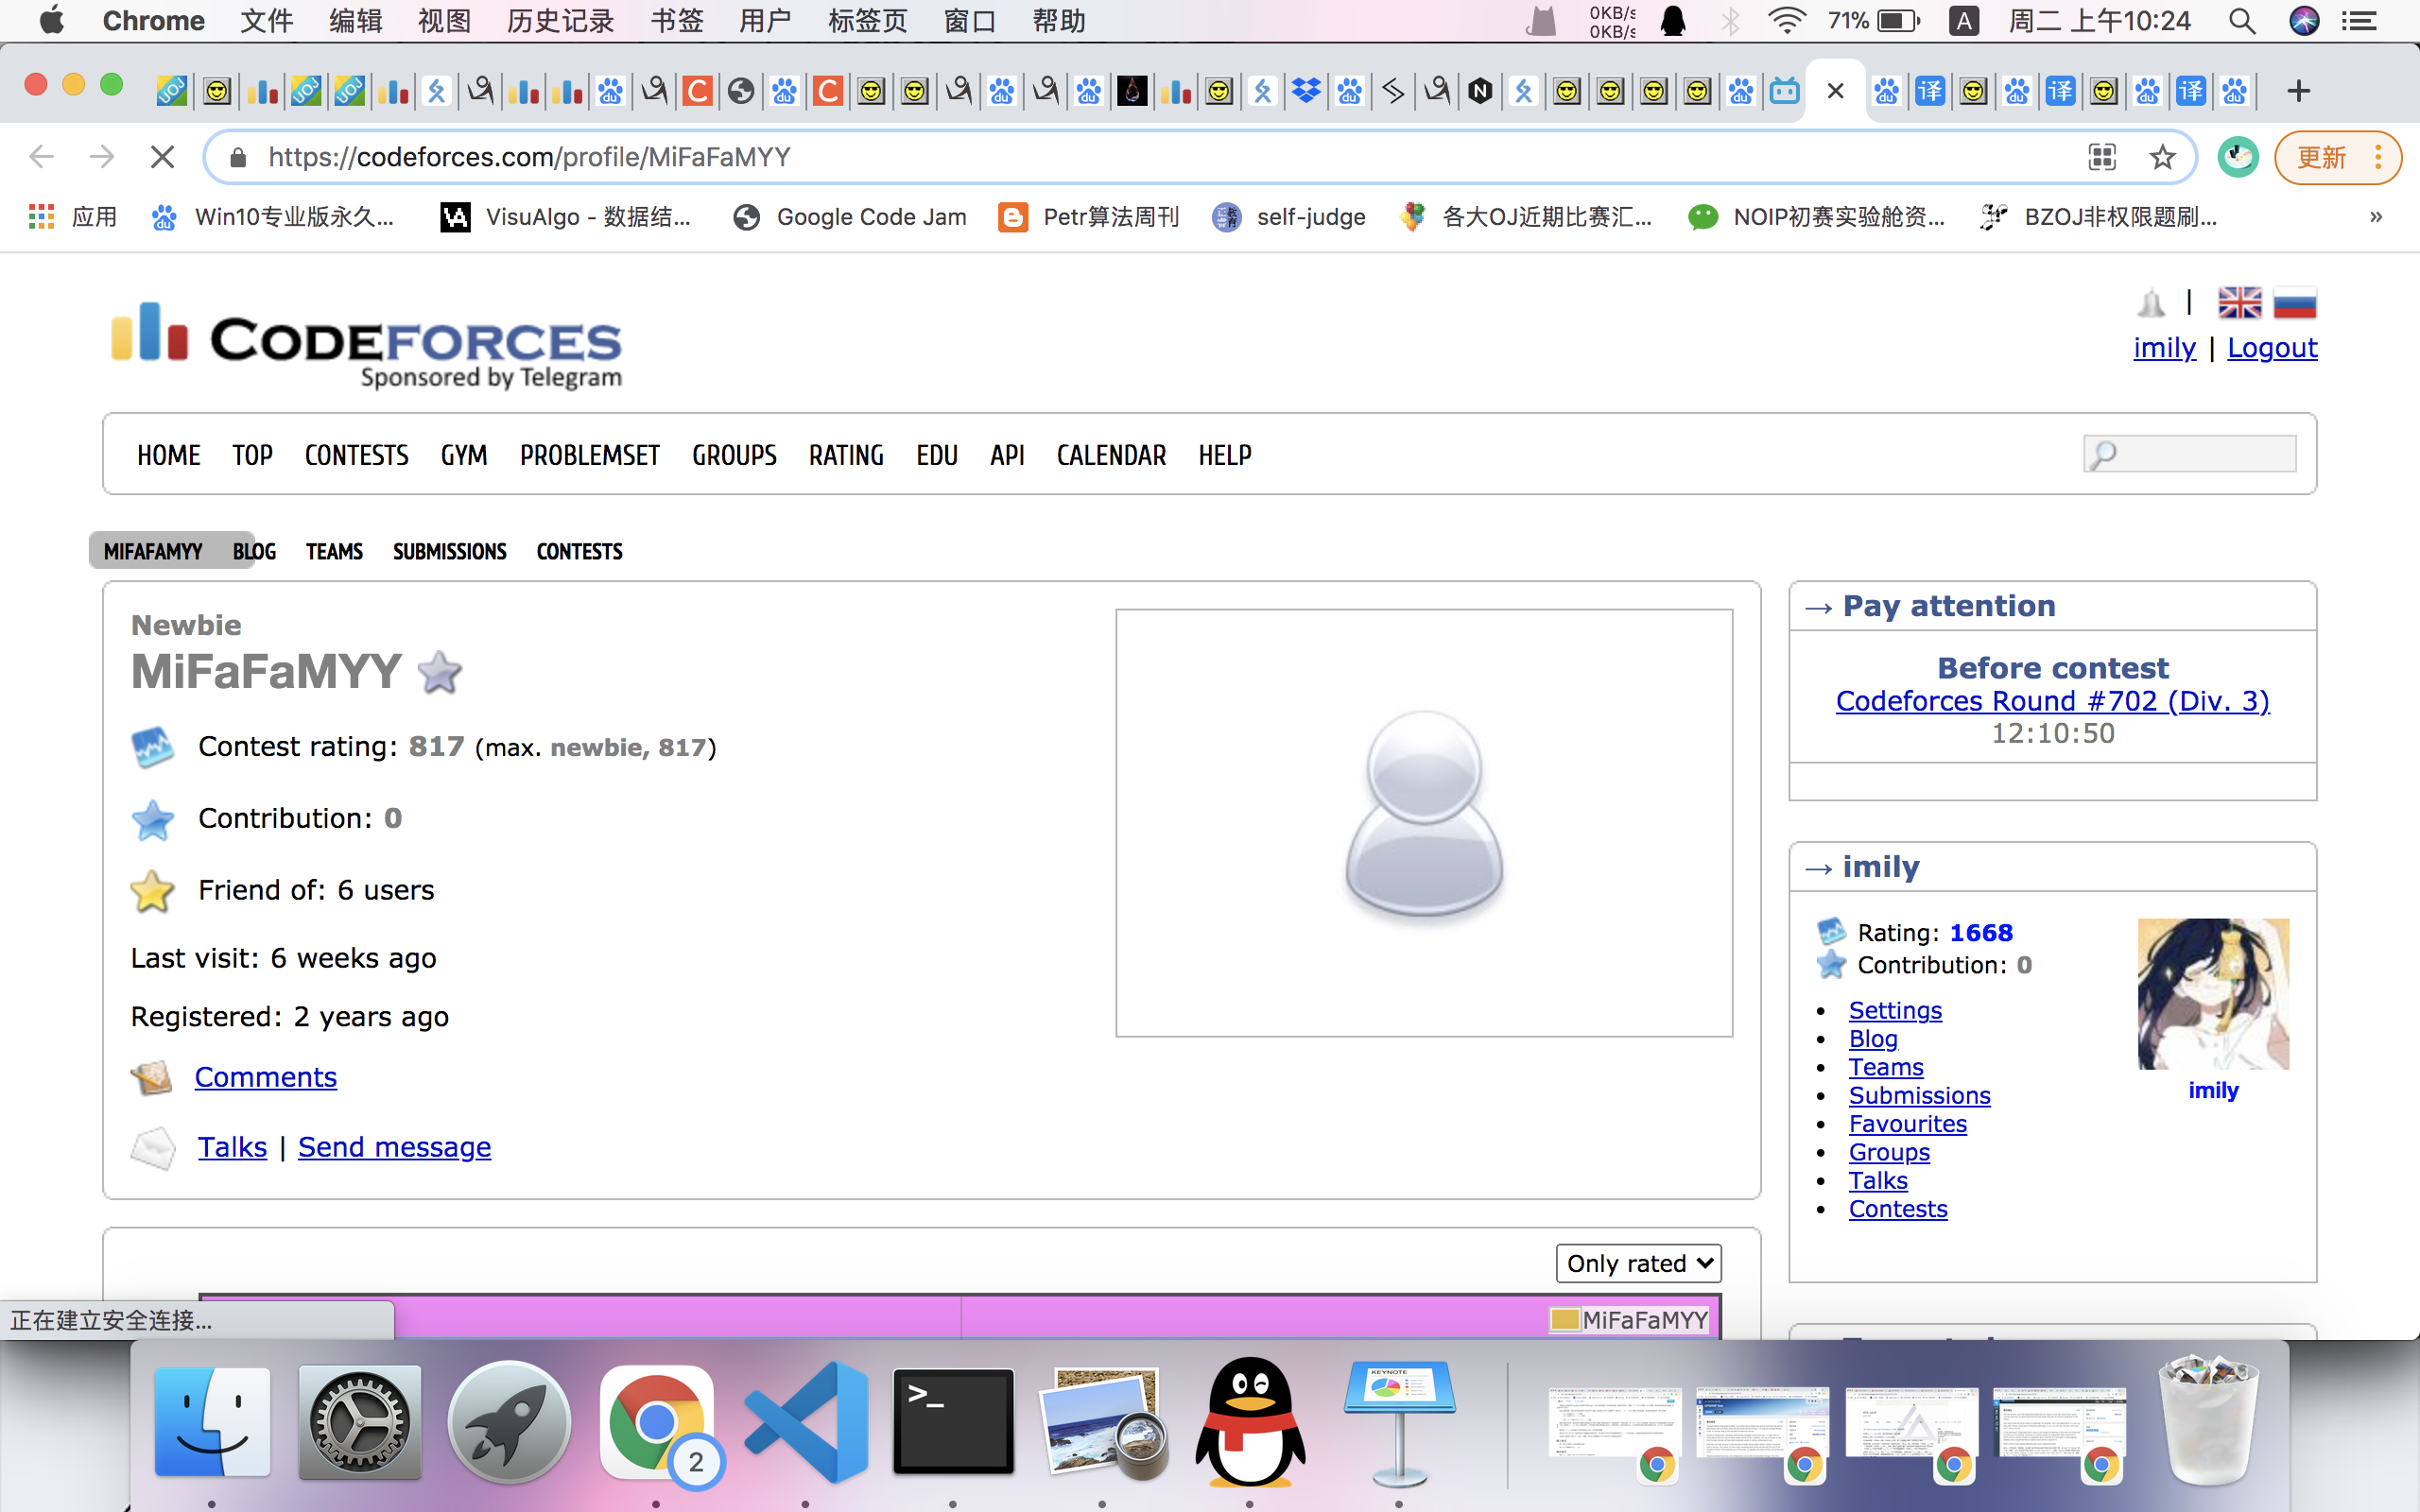 Chrome 文件 编辑 视图 历史记录 书签 用户 标签页 窗口 帮助 0KB/s 0KB/s 71% A 周二 上午10:24
https://codeforces.com/profile/MiFaFaMYY 更新
应用 Win10专业版永久... VisuAlgo - 数据结... Google Code Jam Petr算法周刊 self-judge 各大OJ近期比赛汇... NOIP初赛实验舱资... BZOJ非权限题刷... »
CODEFORCES
Sponsored by Telegram
|
imily | Logout
HOME TOP CONTESTS GYM PROBLEMSET GROUPS RATING EDU API CALENDAR HELP
MIFAFAMYY BLOG TEAMS SUBMISSIONS CONTESTS
Newbie
MiFaFaMYY
Contest rating: 817 (max. newbie, 817)
Contribution: 0
Friend of: 6 users
Last visit: 6 weeks ago
Registered: 2 years ago
Comments
Talks | Send message
→ Pay attention
Before contest
Codeforces Round #702 (Div. 3)
12:10:50
→ imily
Rating: 1668
Contribution: 0
Settings
Blog
Teams
Submissions
Favourites
Groups
Talks
Contests
imily
Only rated
MiFaFaMYY
正在建立安全连接...
>_
2
KEYNOTE